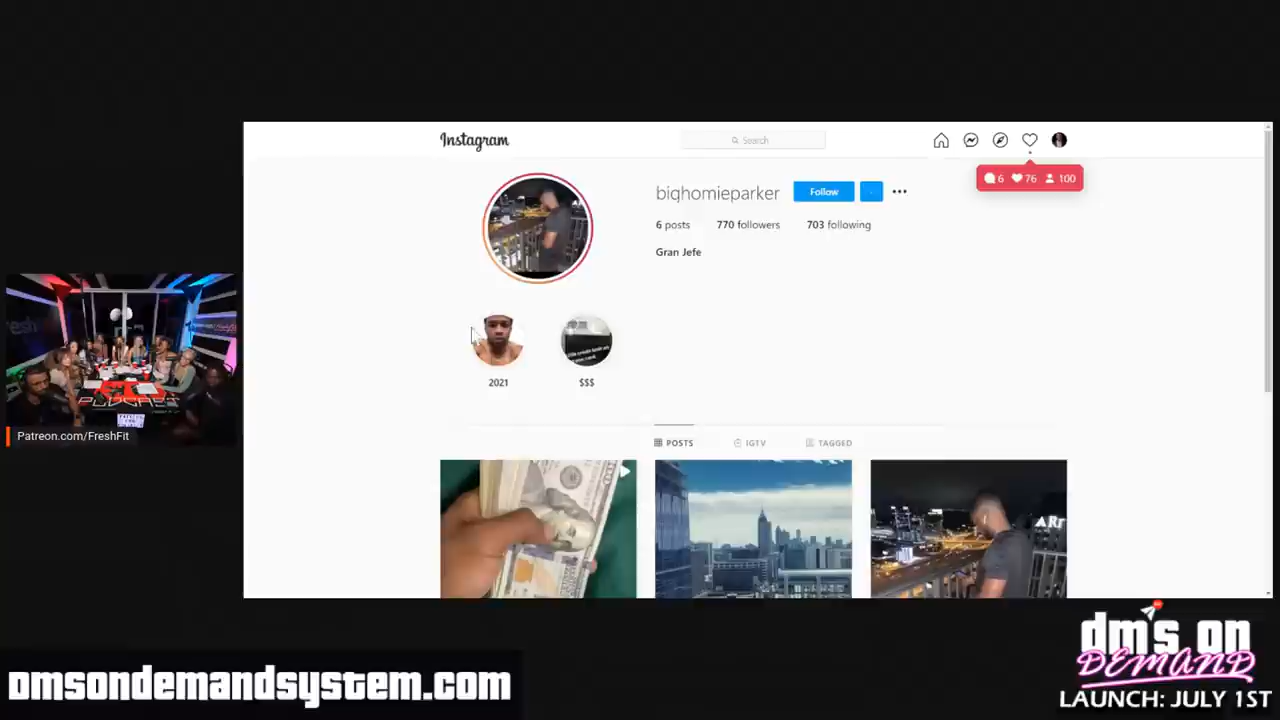 Instagram
Search
6 76 100
bighomieparker Follow
6 posts 770 followers 703 following
Gran Jefe
2021 $$$
POSTS IGTV TAGGED
PODCAST
Patreon.com/FreshFit
dm's on
DEMAND
LAUNCH: JULY 1ST
DMSONDEMANDSYSTEM.COM